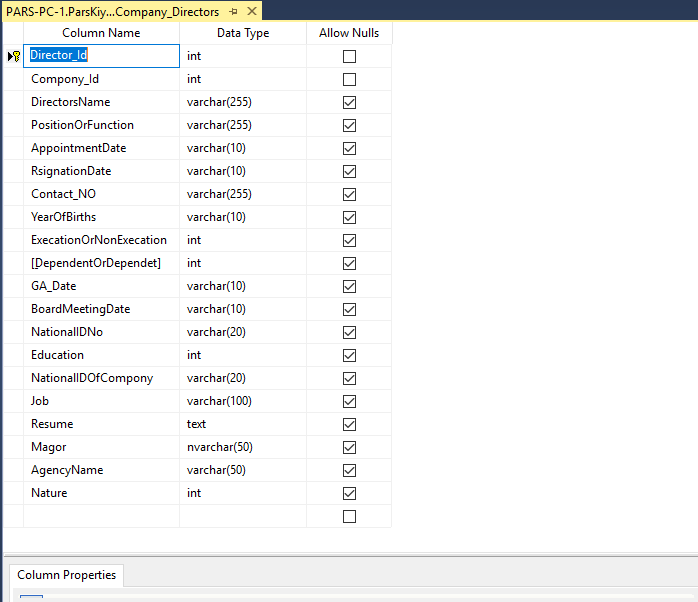 PARS-PC-1.ParsKiy...Company_Directors
Column Name Data Type Allow Nulls
Director_Id int
Compony_Id int
DirectorsName varchar(255)
PositionOrFunction varchar(255)
AppointmentDate varchar(10)
RsignationDate varchar(10)
Contact_NO varchar(255)
YearOfBirths varchar(10)
ExecationOrNonExecation int
[DependentOrDependet] int
GA_Date varchar(10)
BoardMeetingDate varchar(10)
NationalIDNo varchar(20)
Education int
NationalIDOfCompony varchar(20)
Job varchar(100)
Resume text
Magor nvarchar(50)
AgencyName varchar(50)
Nature int
Column Properties